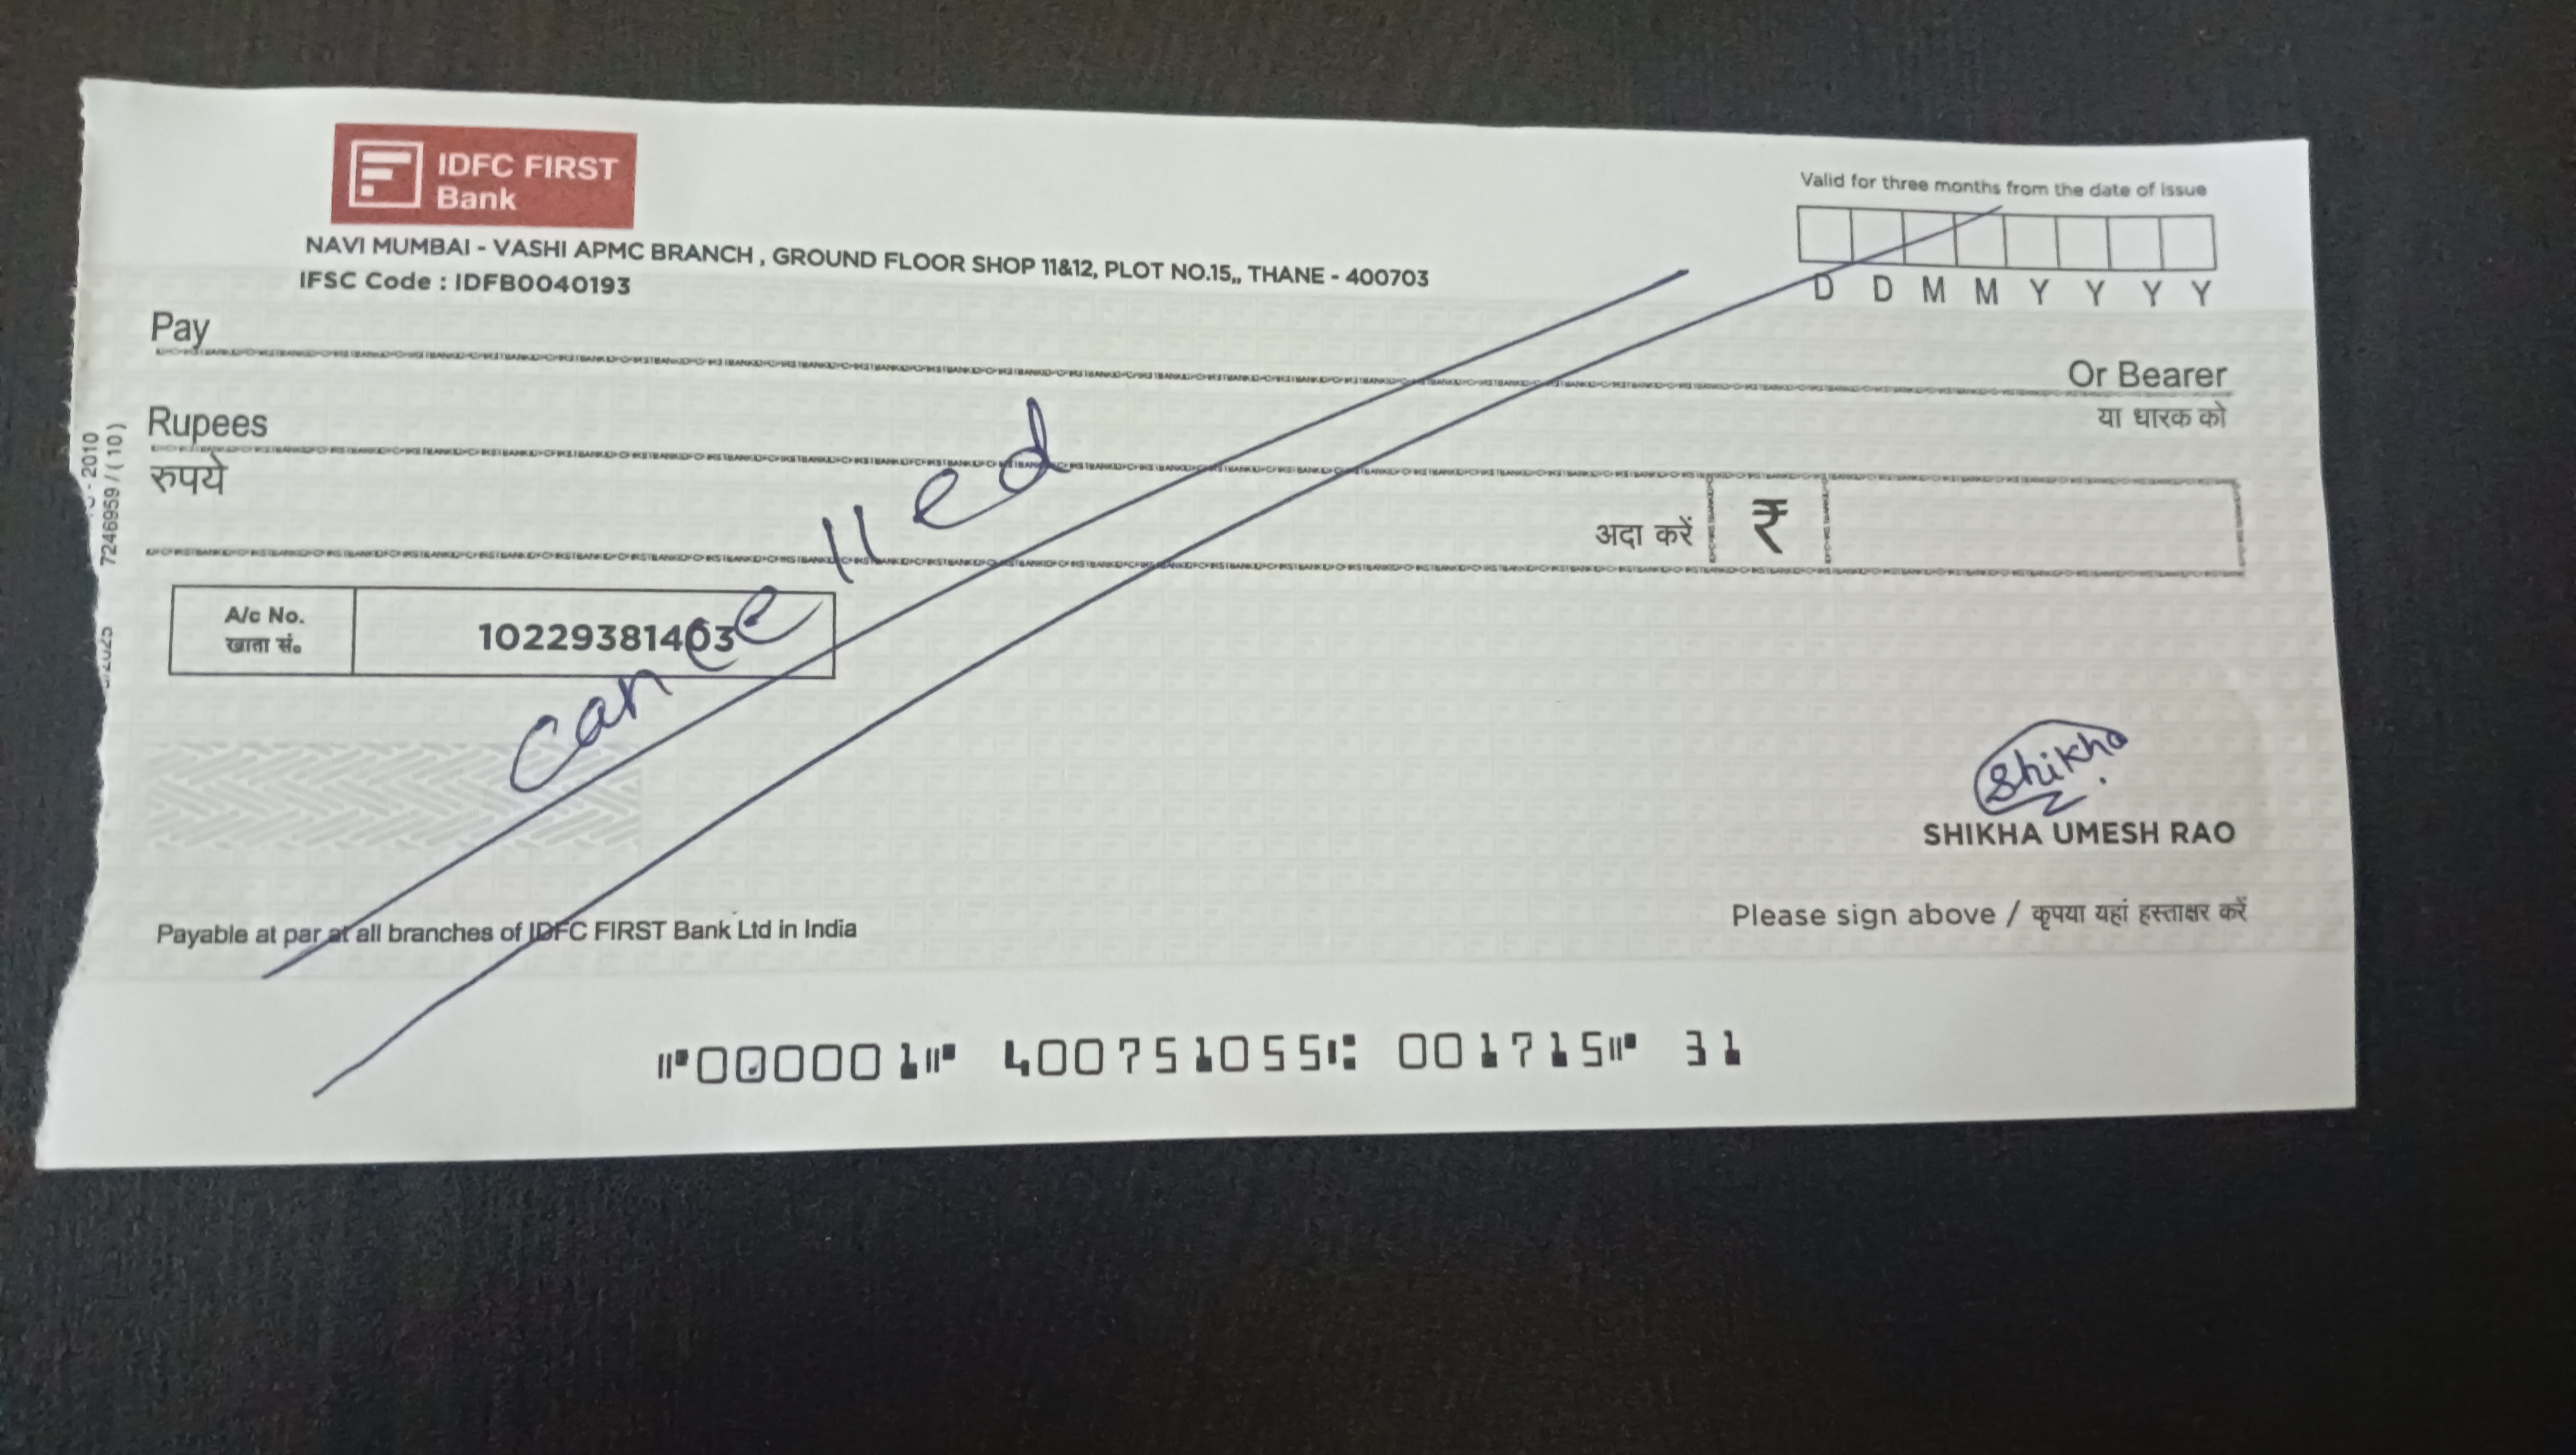 IDFC FIRST
Bank
NAVI MUMBAI - VASHI APMC BRANCH , GROUND FLOOR SHOP 11&12, PLOT NO.15,, THANE - 400703
IFSC Code : IDFB0040193
Valid for three months from the date of issue
D D M M Y Y Y Y
Pay
Or Bearer
या धारक को
Rupees
रुपये
अदा करें ₹
A/c No.
खाता सं॰
10229381403
cancelled
Shikha
SHIKHA UMESH RAO
Please sign above / कृपया यहां हस्ताक्षर करें
Payable at par at all branches of IDFC FIRST Bank Ltd in India
⑈000001⑈ 400751055⑆ 001715⑈ 31
- 2010
7246959 / ( 10 )
/2025